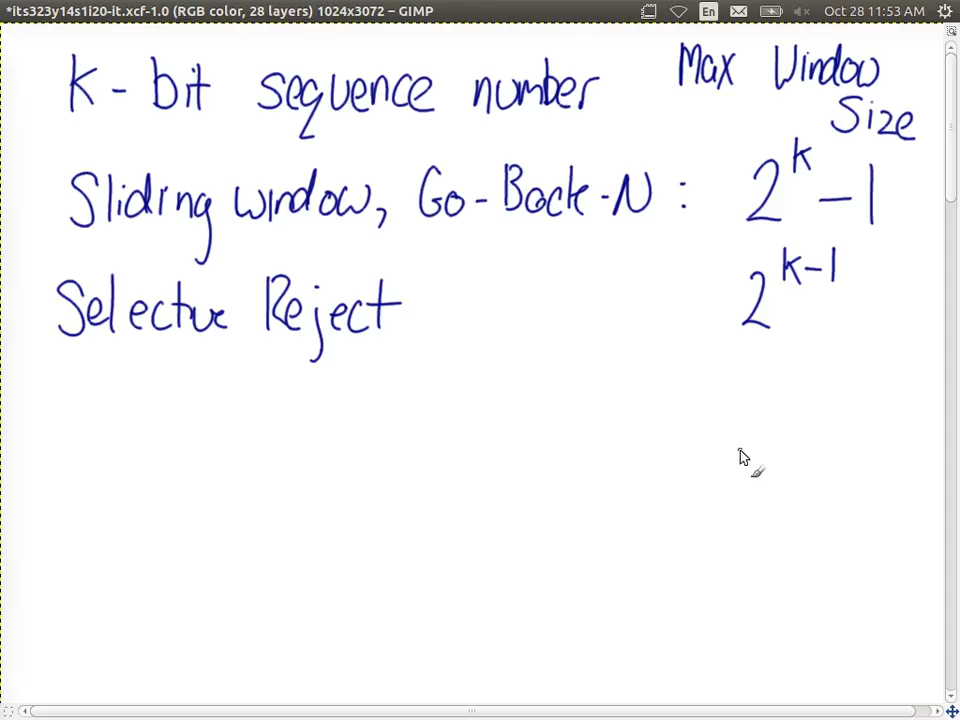 *its323y14s1i20-it.xcf-1.0 (RGB color, 28 layers) 1024x3072 – GIMP En Oct 28 11:53 AM
K - bit sequence number Max Window Size
Sliding window, Go-Back-N : 2^k - 1
Selective Reject 2^(k-1)